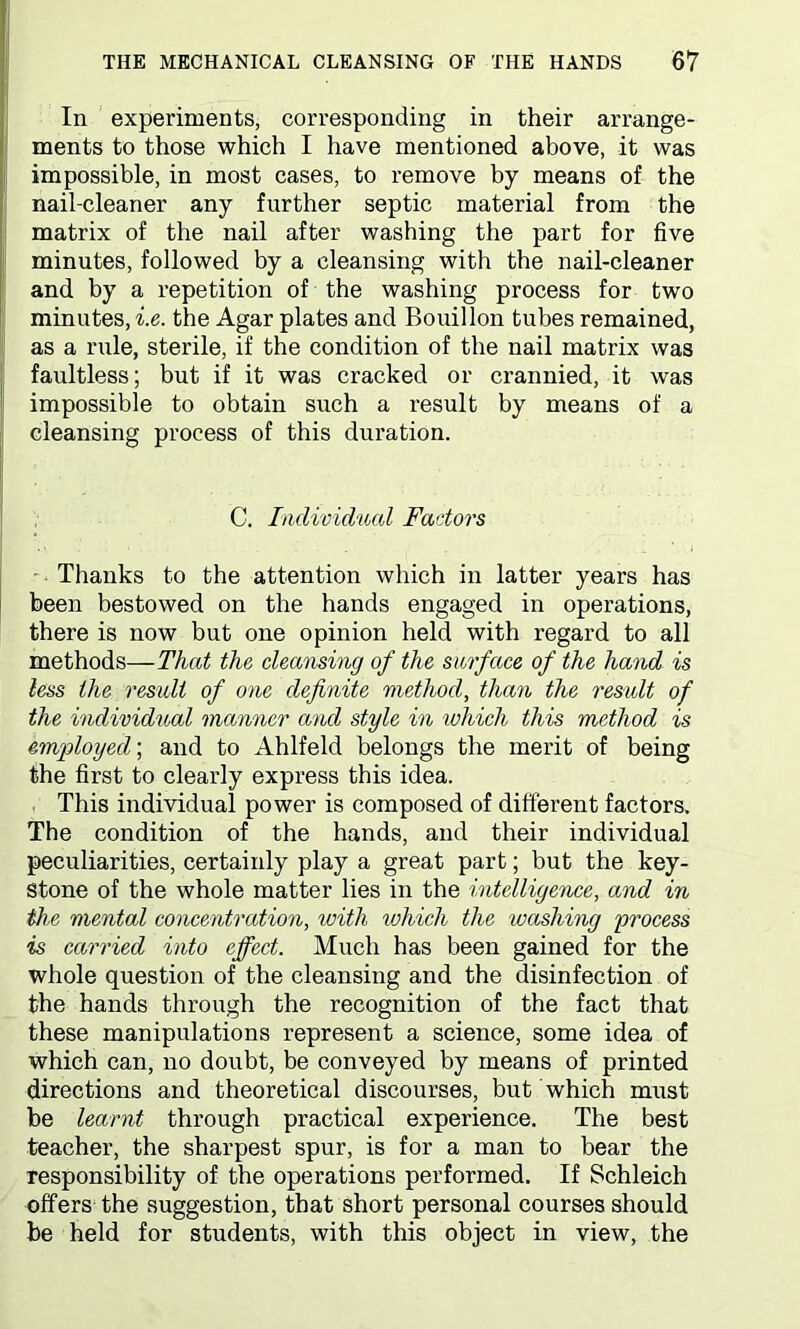 THE MECHANICAL CLEANSING OF THE HANDS 67
In experiments, corresponding in their arrange-
ments to those which I have mentioned above, it was
impossible, in most cases, to remove by means of the
nail-cleaner any further septic material from the
matrix of the nail after washing the part for five
minutes, followed by a cleansing with the nail-cleaner
and by a repetition of the washing process for two
minutes, i.e. the Agar plates and Bouillon tubes remained,
as a rule, sterile, if the condition of the nail matrix was
faultless; but if it was cracked or crannied, it was
impossible to obtain such a result by means of a
cleansing process of this duration.
C. Individual Factors
Thanks to the attention which in latter years has
been bestowed on the hands engaged in operations,
there is now but one opinion held with regard to all
methods—That the cleansing of the surface of the hand is
less the result of one definite method, than the result of
the individual manner and style in which this method is
employed; and to Ahlfeld belongs the merit of being
the first to clearly express this idea.
This individual power is composed of different factors.
The condition of the hands, and their individual
peculiarities, certainly play a great part; but the key-
stone of the whole matter lies in the intelligence, and in
the mental concentration, with which the washing process
is carried into effect. Much has been gained for the
whole question of the cleansing and the disinfection of
the hands through the recognition of the fact that
these manipulations represent a science, some idea of
which can, no doubt, be conveyed by means of printed
directions and theoretical discourses, but which must
be learnt through practical experience. The best
teacher, the sharpest spur, is for a man to bear the
responsibility of the operations performed. If Schleich
offers the suggestion, that short personal courses should
be held for students, with this object in view, the